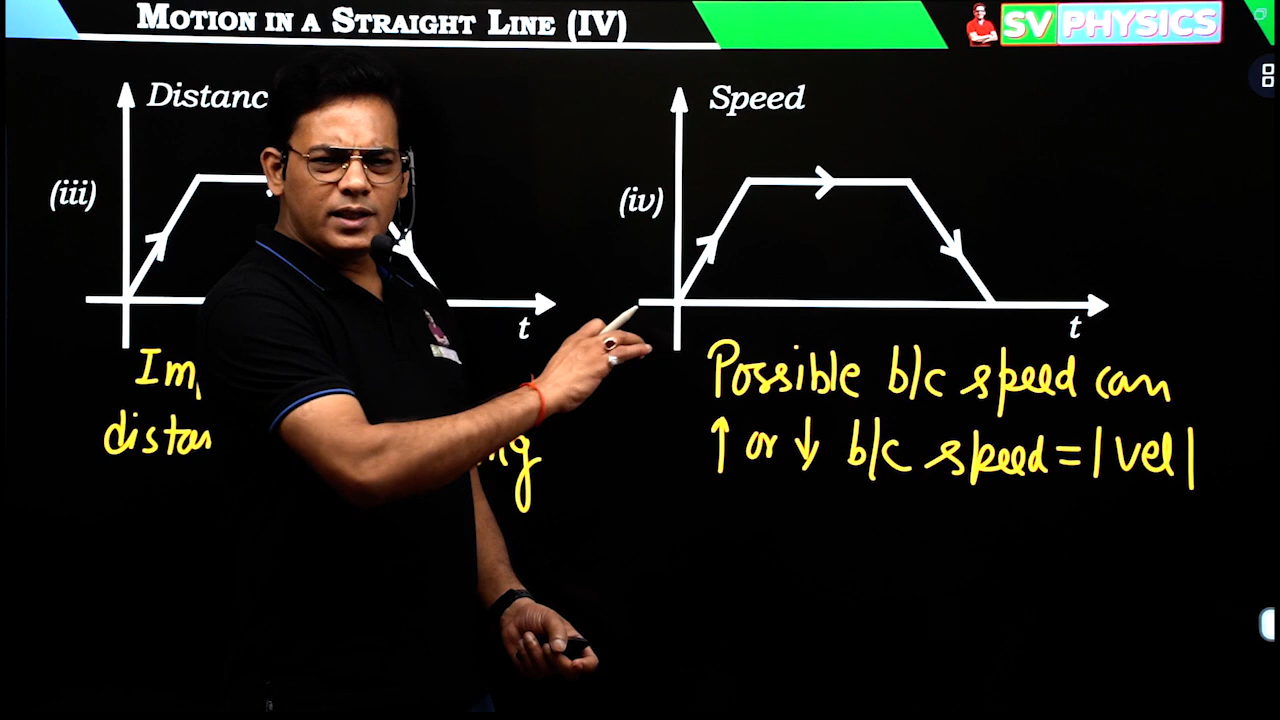 MOTION IN A STRAIGHT LINE (IV)
SV PHYSICS
Distanc
Speed
(iii)
(iv)
t
t
Possible b/c speed can
↑ or ↓ b/c speed = |vel|
Im
distan
ng